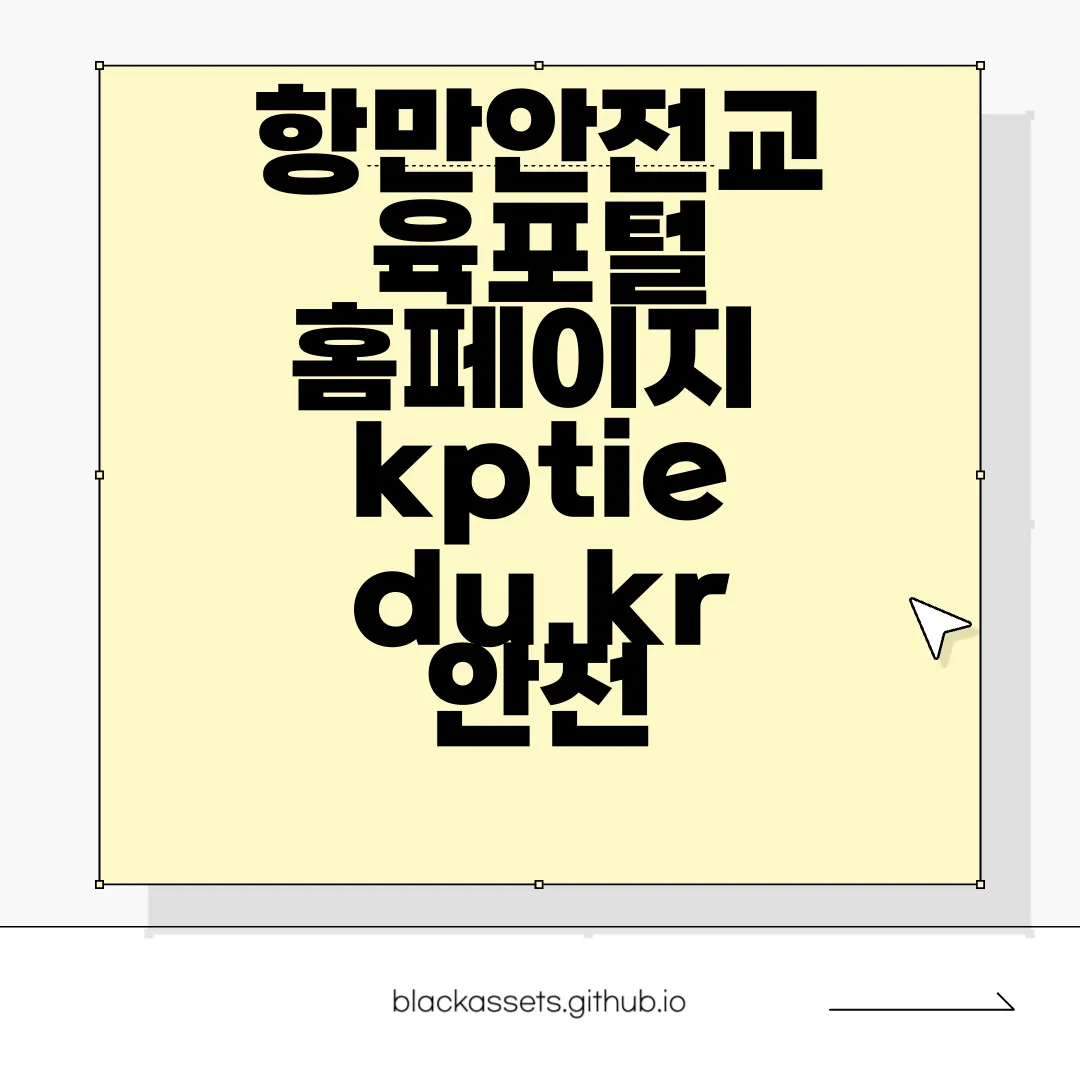 항만안전교
육포털
홈페이지
kptie
du.kr
안전
blackassets.github.io